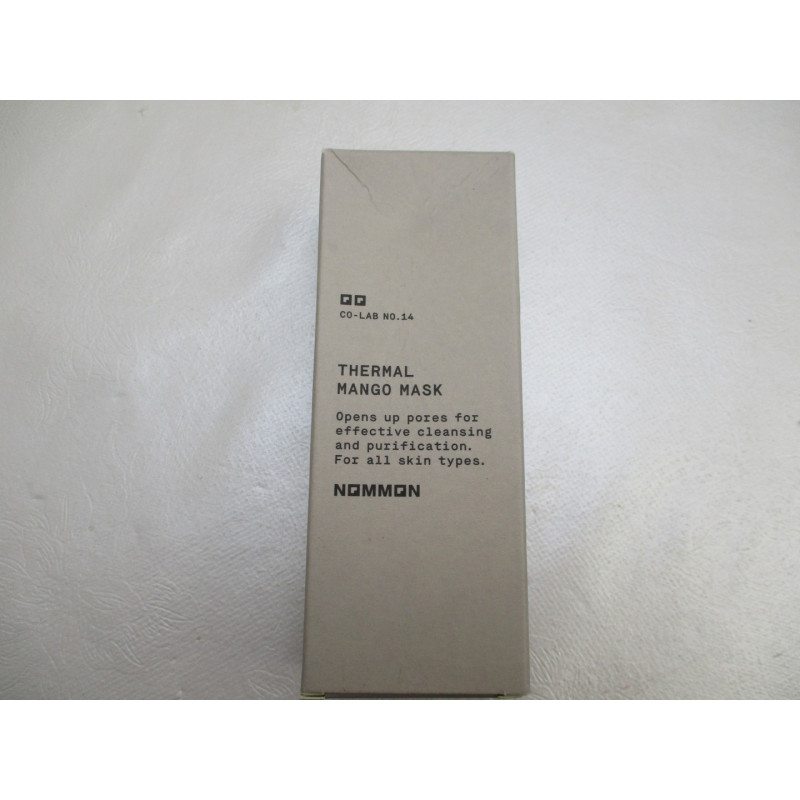 CO-LAB NO.14
THERMAL
MANGO MASK
Opens up pores for
effective cleansing
and purification.
For all skin types.
NOMMON